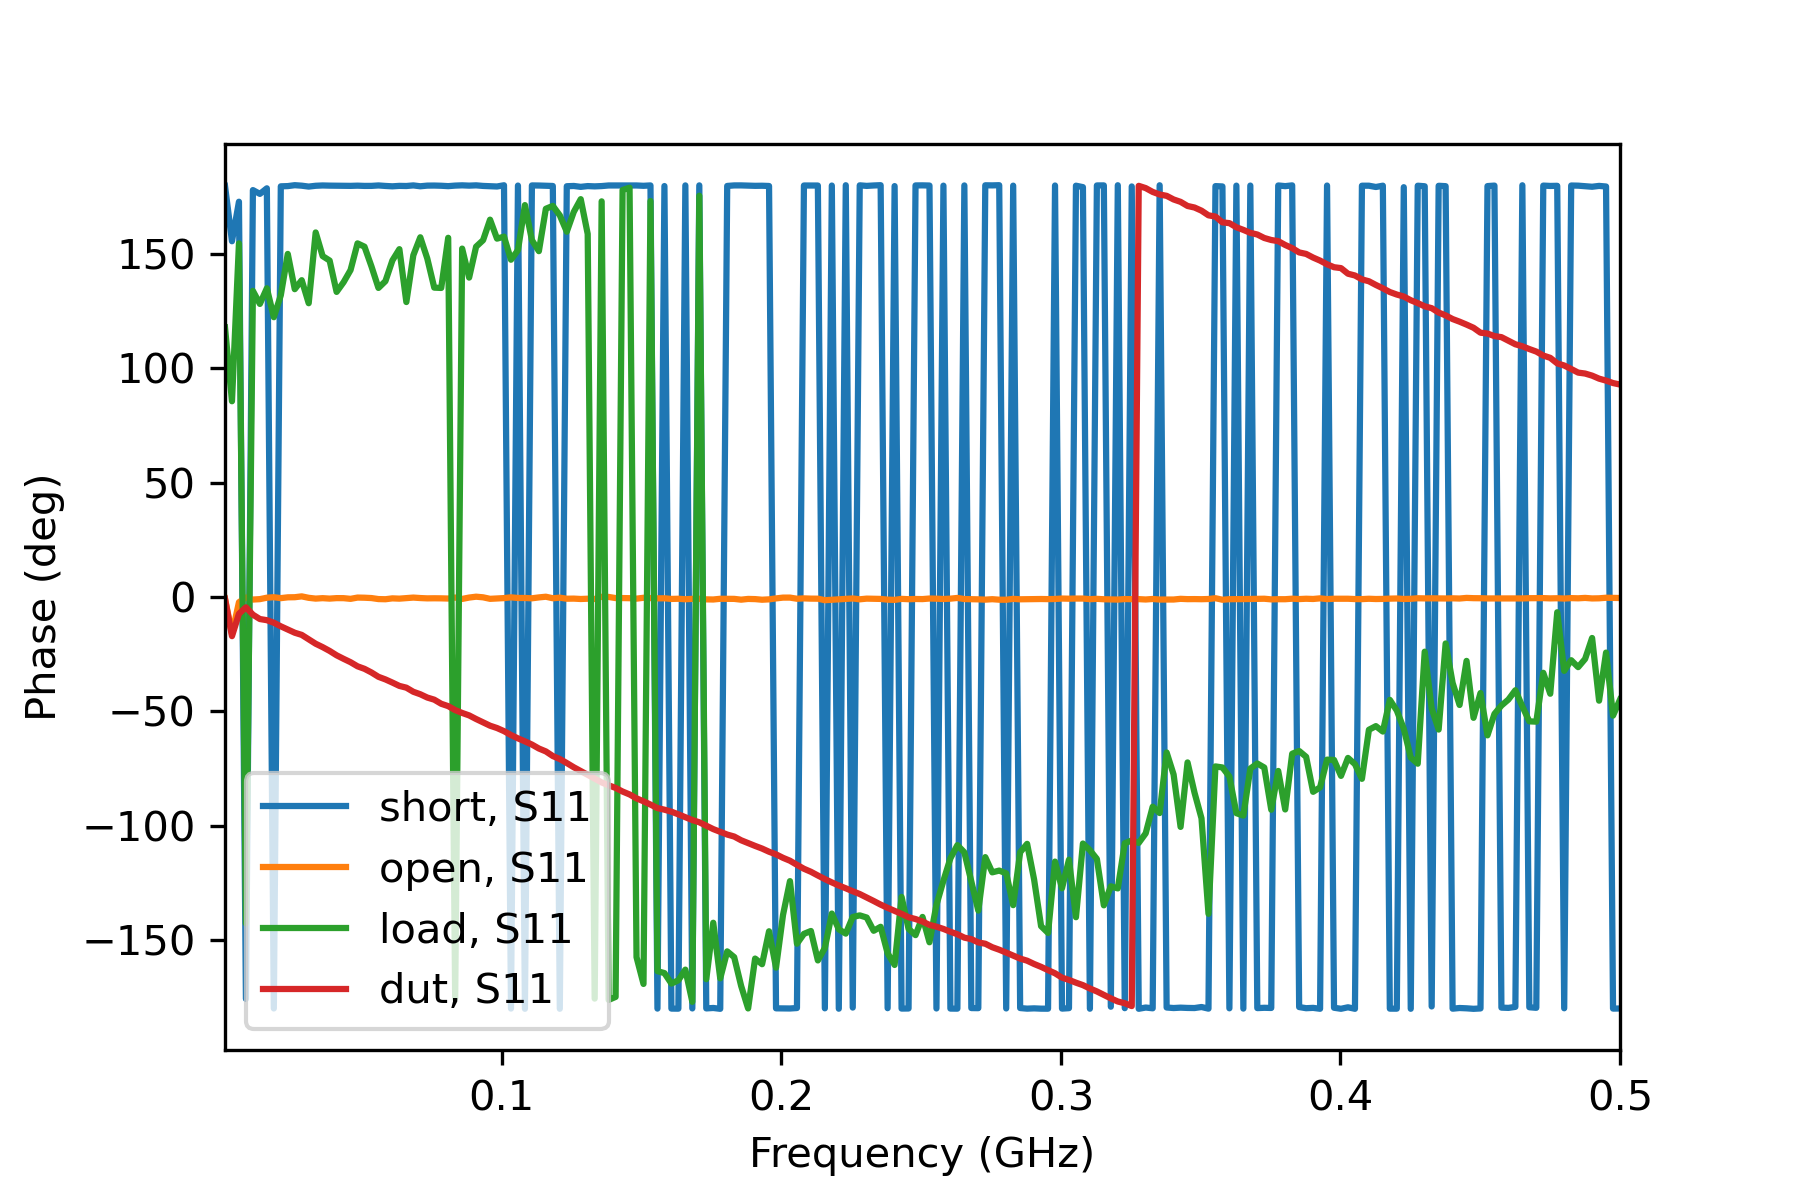 150
100
50
0
−50
−100
−150
Phase (deg)
short, S11
open, S11
load, S11
dut, S11
0.1 0.2 0.3 0.4 0.5
Frequency (GHz)